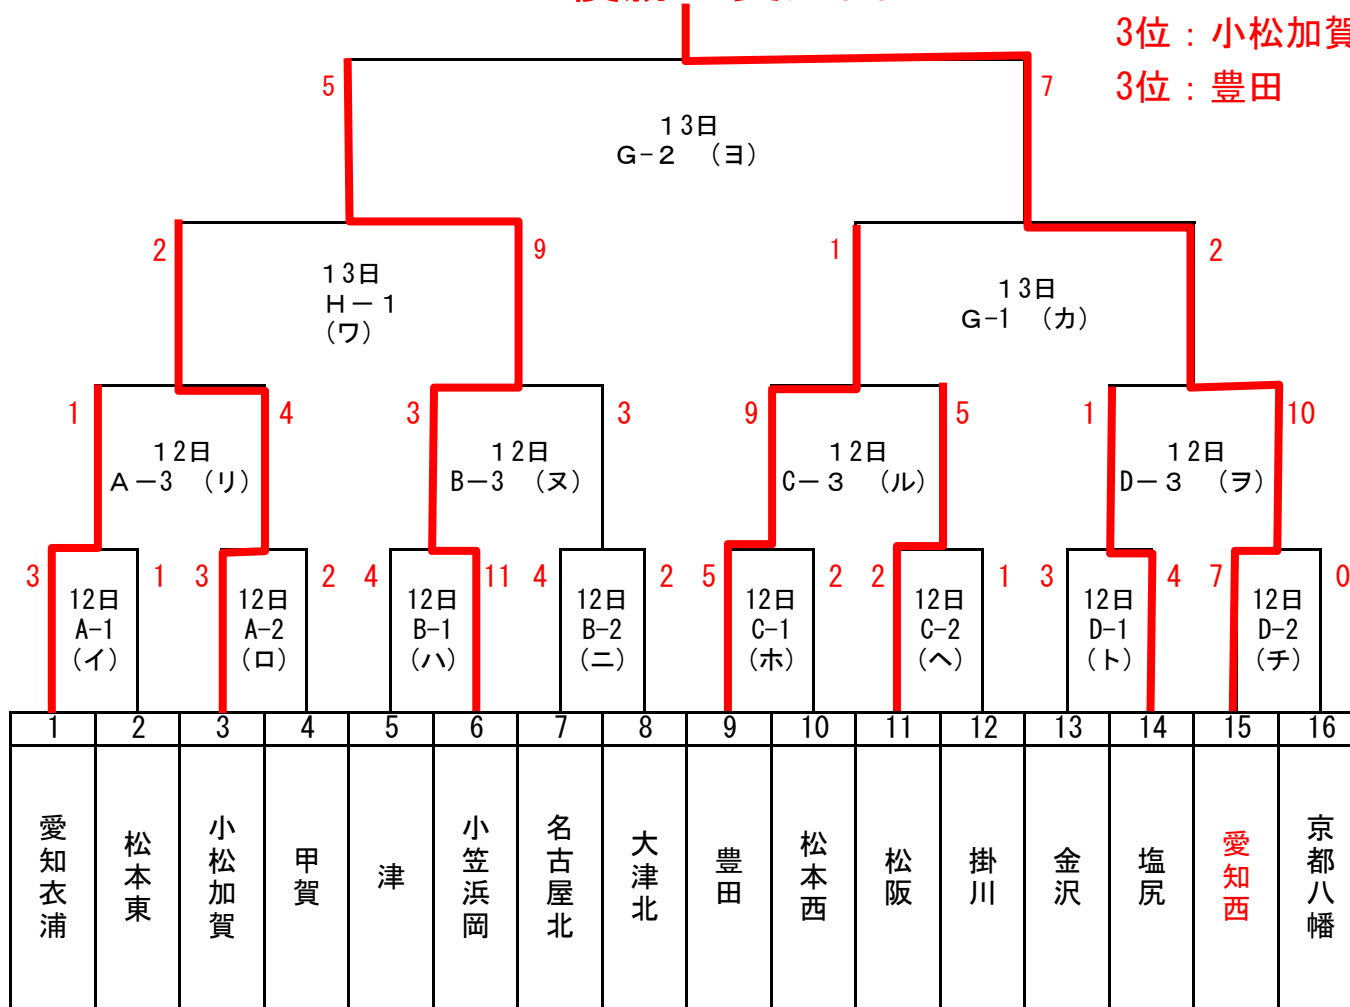 3位：小松加賀
3位：豊田
5
7
13日
G-2 （ヨ）
2
9
1
2
13日
H－1
（ワ）
13日
G-1 （カ）
1
4
3
3
9
5
1
10
12日
A－3 （リ）
12日
B－3 （ヌ）
12日
C－3 （ル）
12日
D－3 （ヲ）
3
1
3
2
4
11
4
2
5
2
2
1
3
4
7
0
12日
A-1
（イ）
12日
A-2
（ロ）
12日
B-1
（ハ）
12日
B-2
（ニ）
12日
C-1
（ホ）
12日
C-2
（ヘ）
12日
D-1
（ト）
12日
D-2
（チ）
1 2 3 4 5 6 7 8 9 10 11 12 13 14 15 16
愛知衣浦
松本東
小松加賀
甲賀
津
小笠浜岡
名古屋北
大津北
豊田
松本西
松阪
掛川
金沢
塩尻
愛知西
京都八幡